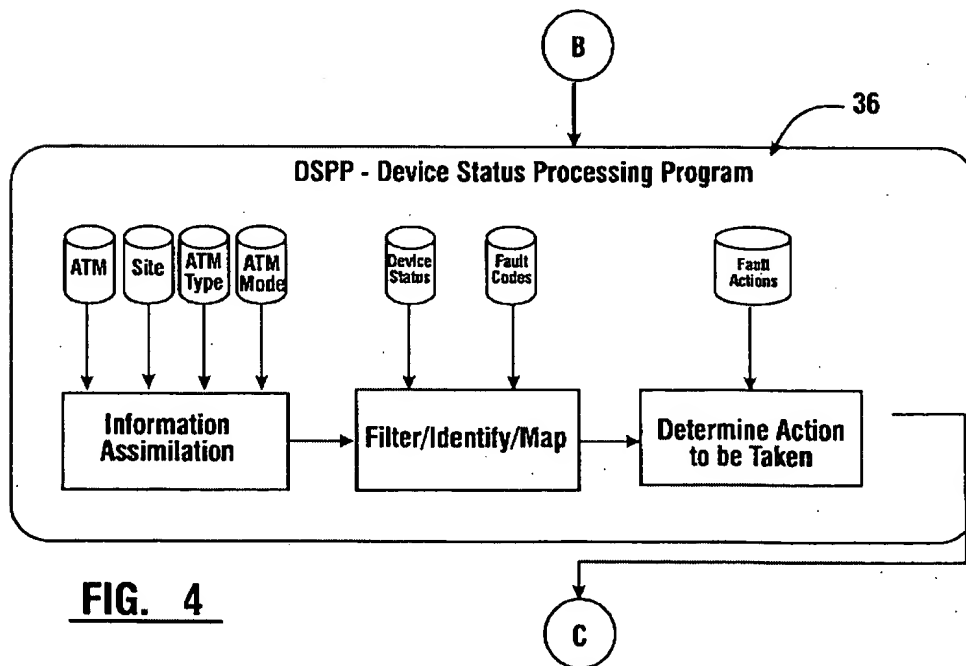 B
36
DSPP - Device Status Processing Program
ATM
Site
ATM
Type
ATM
Mode
Device
Status
Fault
Codes
Fault
Actions
Information
Assimilation
Filter/Identify/Map
Determine Action
to be Taken
FIG. 4
C